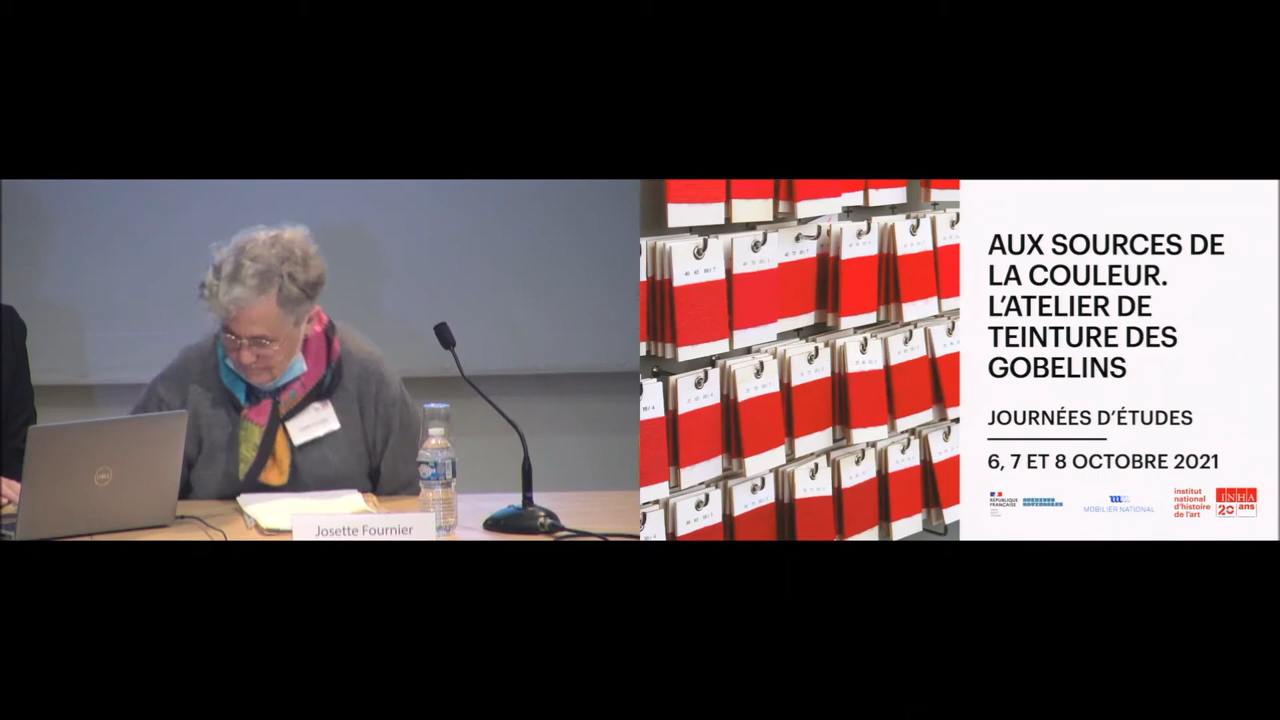 Josette Fournier
DELL
AUX SOURCES DE
LA COULEUR.
L'ATELIER DE
TEINTURE DES
GOBELINS
JOURNÉES D'ÉTUDES
6, 7 ET 8 OCTOBRE 2021
RÉPUBLIQUE
FRANÇAISE
MOBILIER NATIONAL
institut
national
d'histoire
de l'art
INHA
20 ans